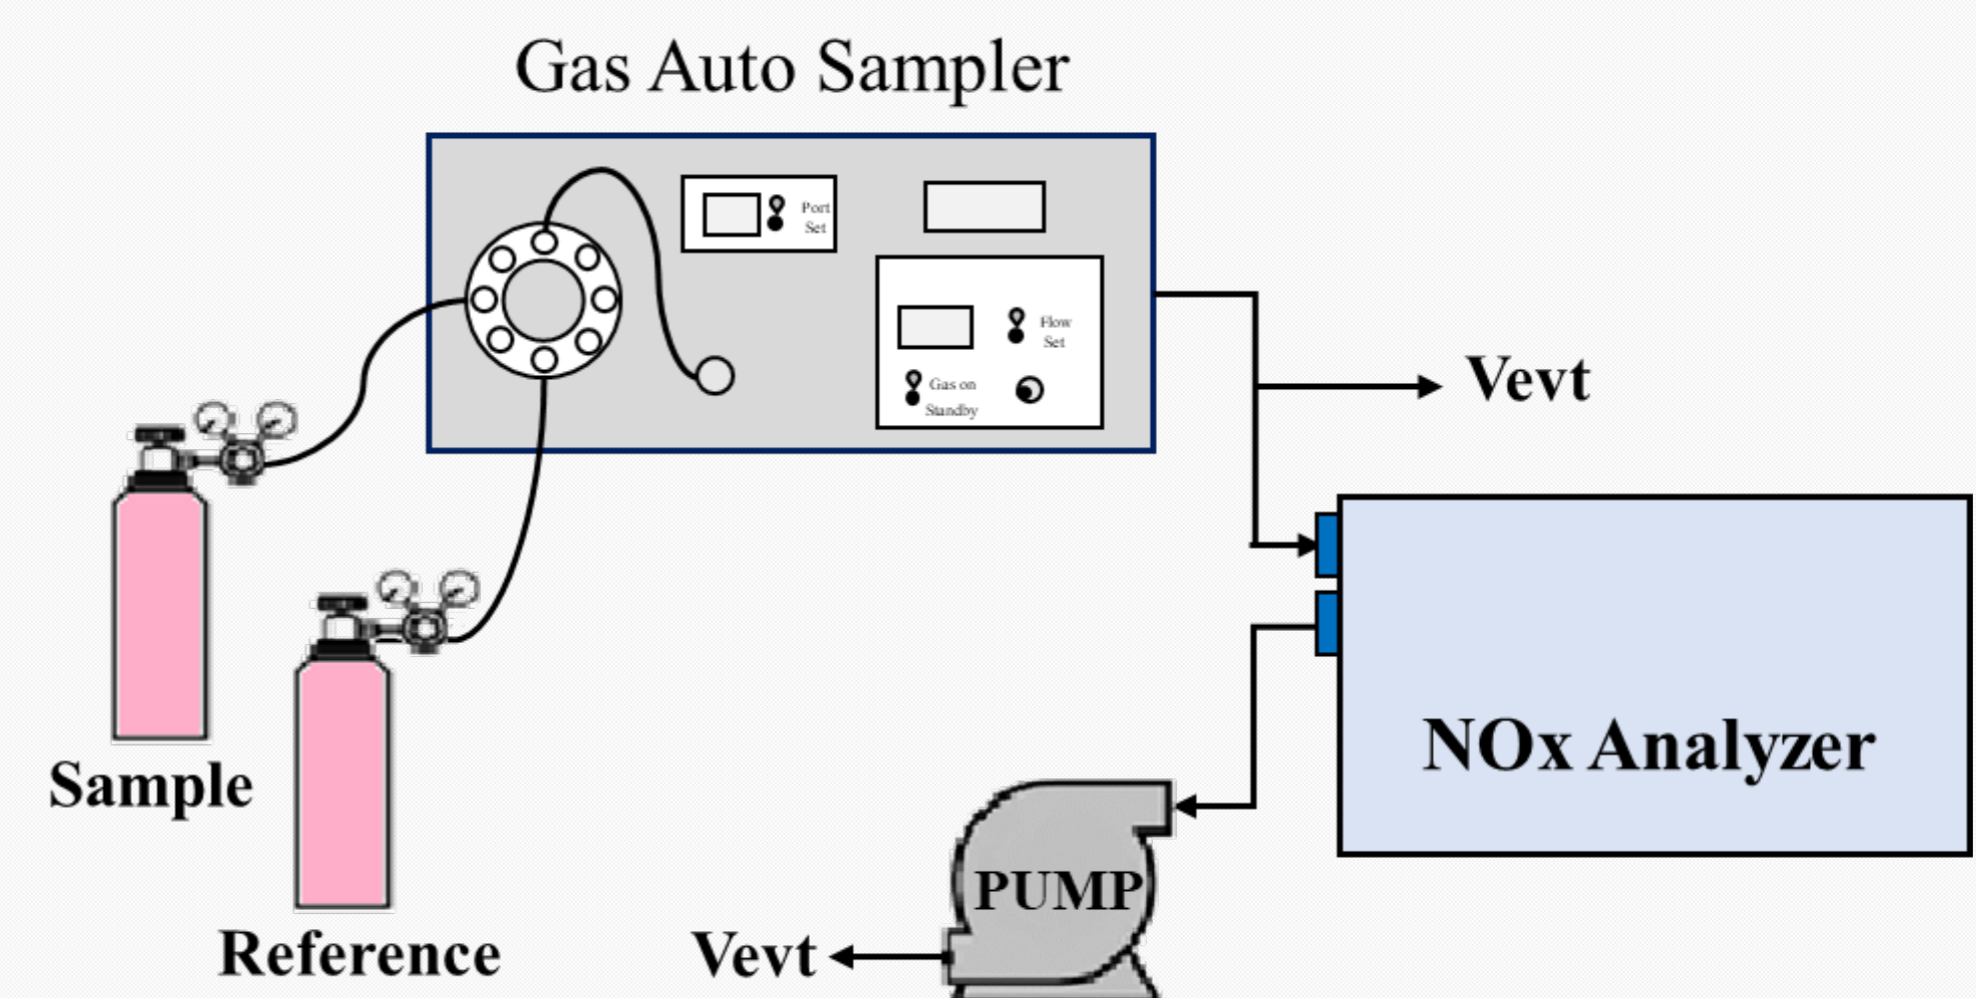 Gas Auto Sampler
Port
Set
Flow
Set
Gas on
Standby
Vevt
NOx Analyzer
Sample
PUMP
Reference
Vevt